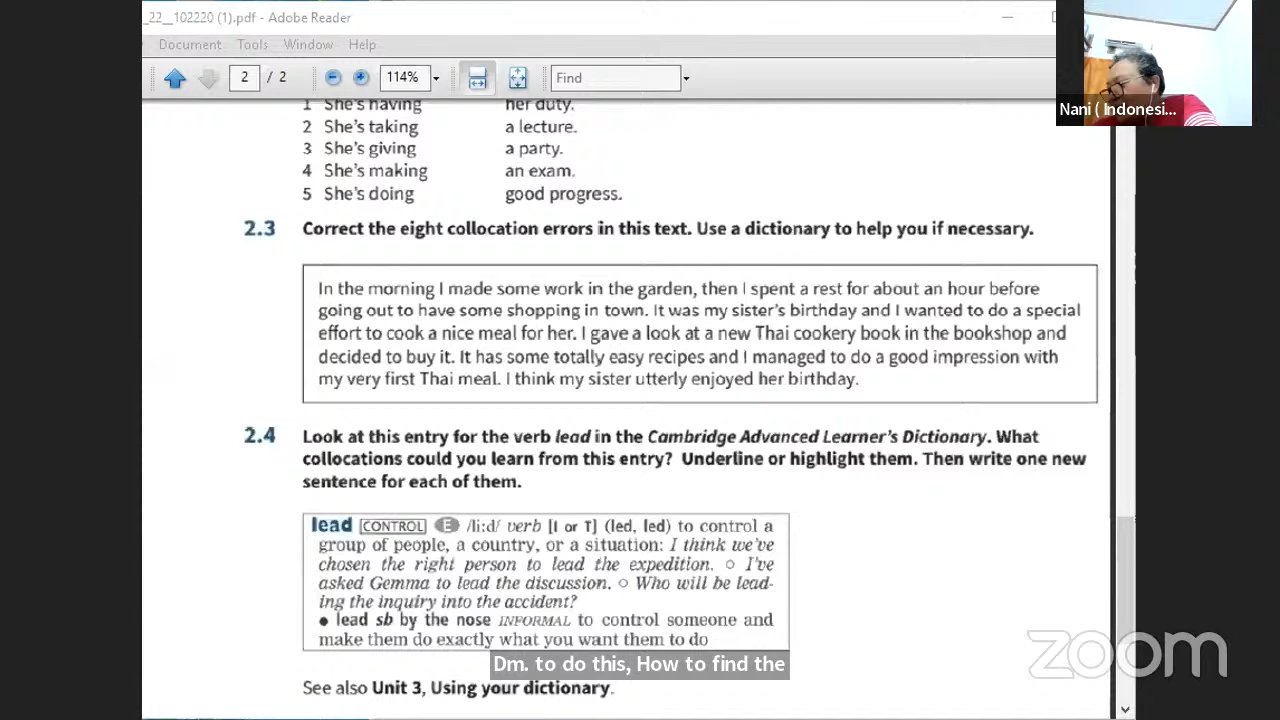 _22__102220 (1).pdf - Adobe Reader
Document Tools Window Help
2 / 2 114% Find
Nani ( Indonesi...
1 She's having her duty.
2 She's taking a lecture.
3 She's giving a party.
4 She's making an exam.
5 She's doing good progress.
2.3 Correct the eight collocation errors in this text. Use a dictionary to help you if necessary.
In the morning I made some work in the garden, then I spent a rest for about an hour before
going out to have some shopping in town. It was my sister's birthday and I wanted to do a special
effort to cook a nice meal for her. I gave a look at a new Thai cookery book in the bookshop and
decided to buy it. It has some totally easy recipes and I managed to do a good impression with
my very first Thai meal. I think my sister utterly enjoyed her birthday.
2.4 Look at this entry for the verb lead in the Cambridge Advanced Learner's Dictionary. What
collocations could you learn from this entry? Underline or highlight them. Then write one new
sentence for each of them.
lead CONTROL E /liːd/ verb [I or T] (led, led) to control a
group of people, a country, or a situation: I think we've
chosen the right person to lead the expedition. ○ I've
asked Gemma to lead the discussion. ○ Who will be lead-
ing the inquiry into the accident?
● lead sb by the nose INFORMAL to control someone and
make them do exactly what you want them to do
Dm. to do this, How to find the
zoom
See also Unit 3, Using your dictionary.